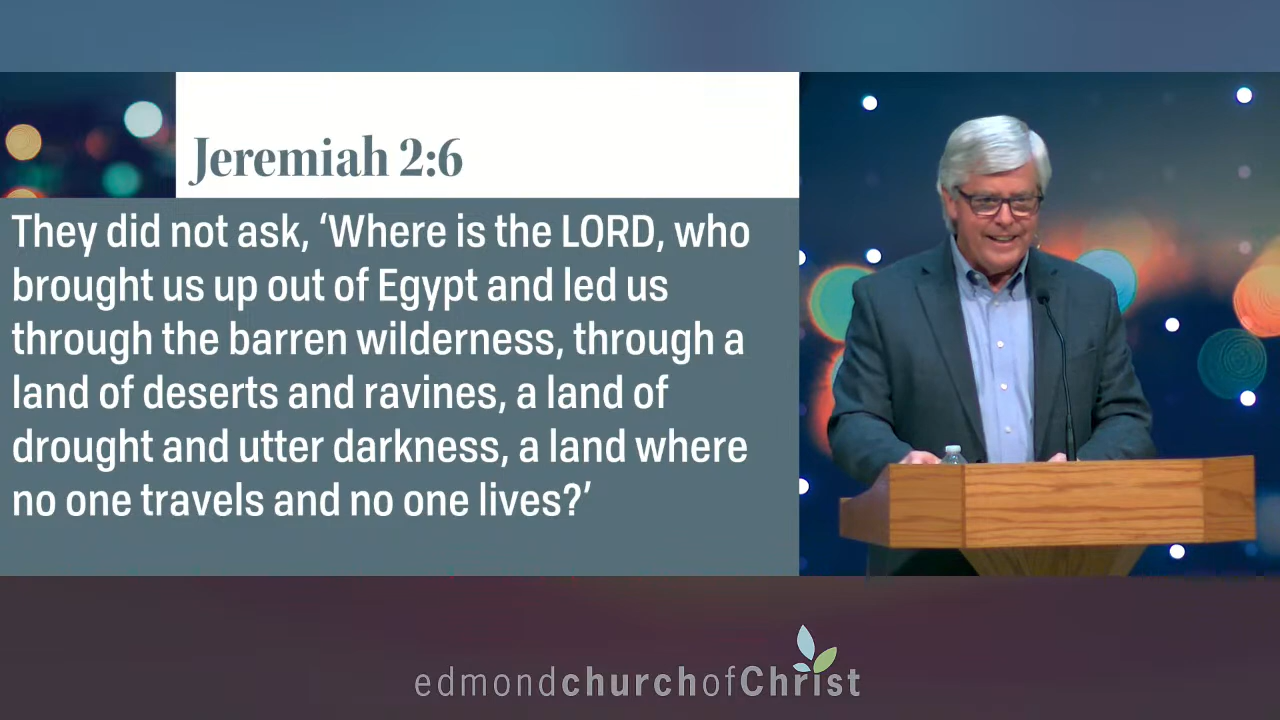 Jeremiah 2:6
They did not ask, ‘Where is the LORD, who
brought us up out of Egypt and led us
through the barren wilderness, through a
land of deserts and ravines, a land of
drought and utter darkness, a land where
no one travels and no one lives?’
edmondchurchofChrist